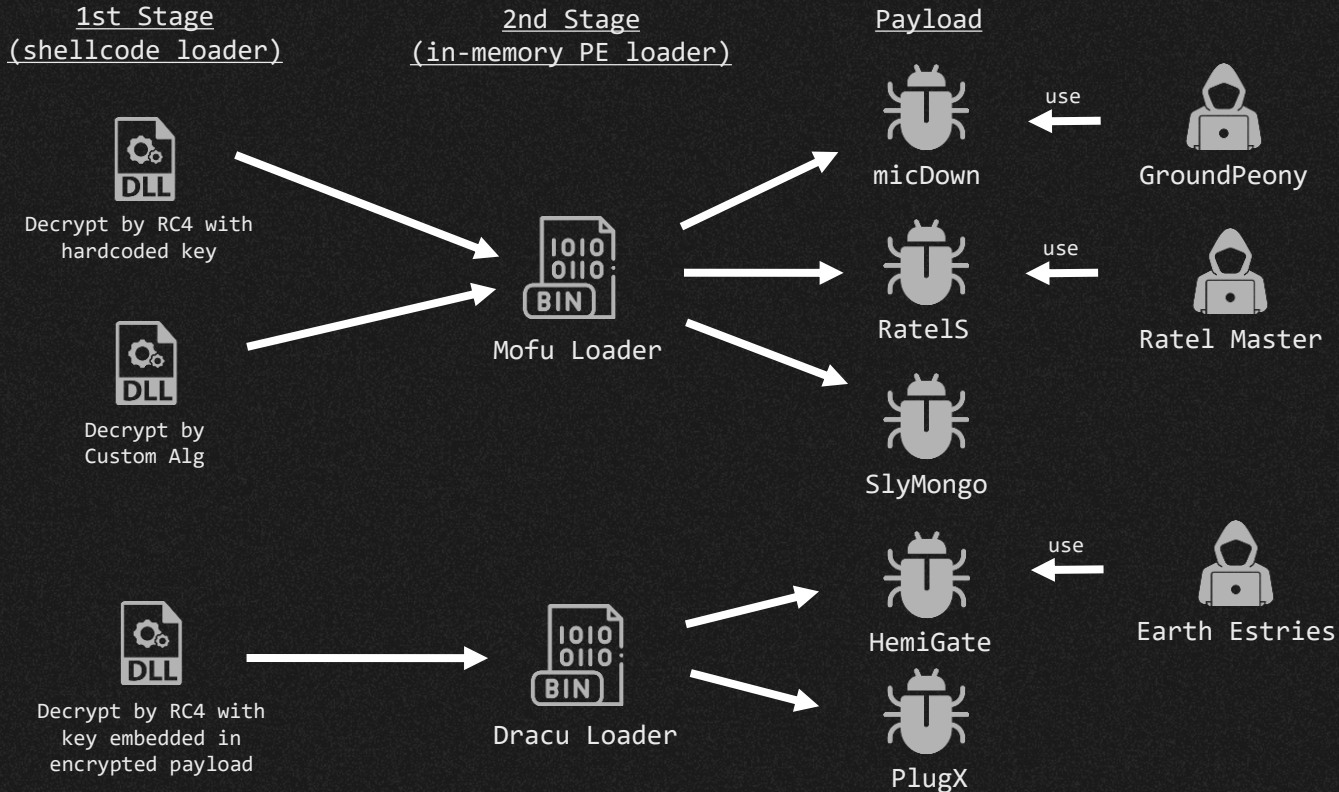 1st Stage
(shellcode loader)
2nd Stage
(in-memory PE loader)
Payload
DLL
Decrypt by RC4 with
hardcoded key
DLL
Decrypt by
Custom Alg
1010
0110
BIN
Mofu Loader
micDown
use
GroundPeony
RatelS
use
Ratel Master
SlyMongo
DLL
Decrypt by RC4 with
key embedded in
encrypted payload
1010
0110
BIN
Dracu Loader
HemiGate
use
Earth Estries
PlugX